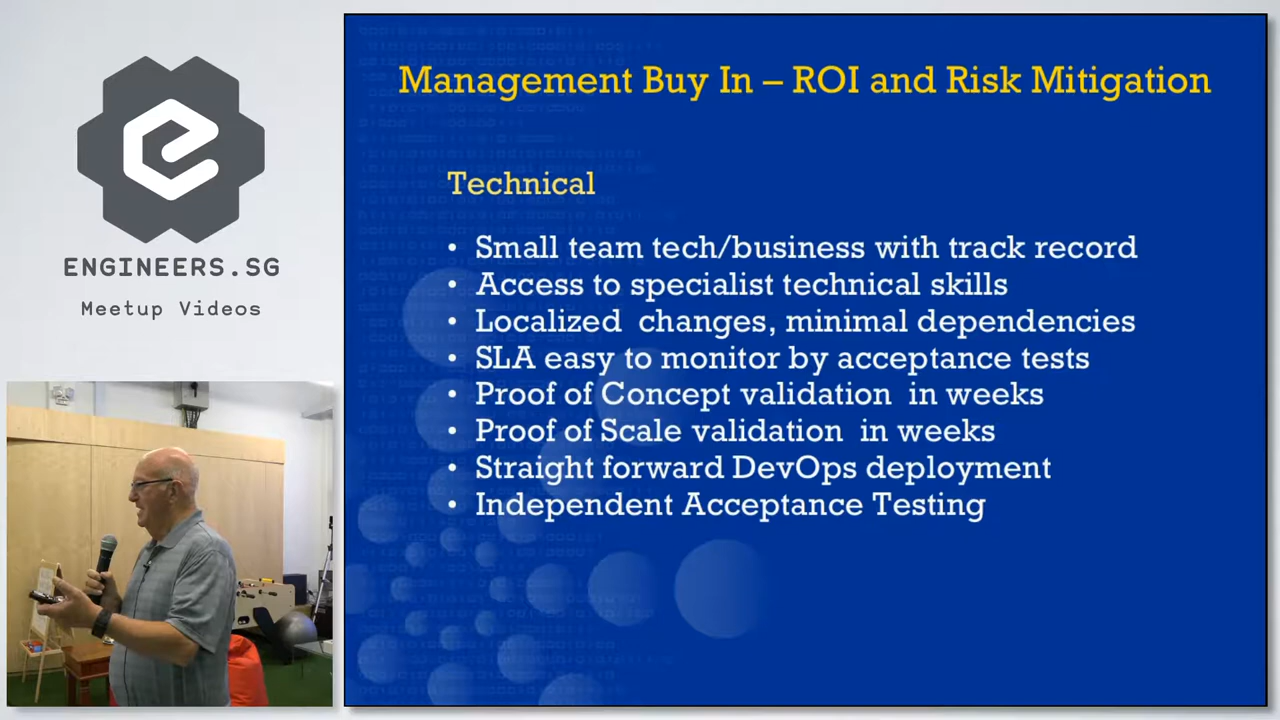 ENGINEERS.SG
Meetup Videos
Management Buy In – ROI and Risk Mitigation
Technical
• Small team tech/business with track record
• Access to specialist technical skills
• Localized changes, minimal dependencies
• SLA easy to monitor by acceptance tests
• Proof of Concept validation in weeks
• Proof of Scale validation in weeks
• Straight forward DevOps deployment
• Independent Acceptance Testing